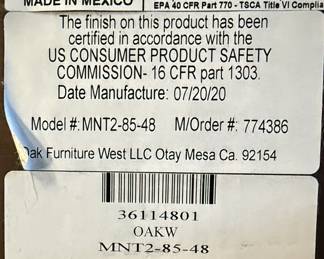 MADE IN MEXICO
EPA 40 CFR Part 770 - TSCA Title VI Complia
The finish on this product has been
certified in accordance with the
US CONSUMER PRODUCT SAFETY
COMMISSION- 16 CFR part 1303.
Date Manufacture: 07/20/20
Model #: MNT2-85-48 M/Order #: 774386
Oak Furniture West LLC Otay Mesa Ca. 92154
36114801
OAKW
MNT2-85-48